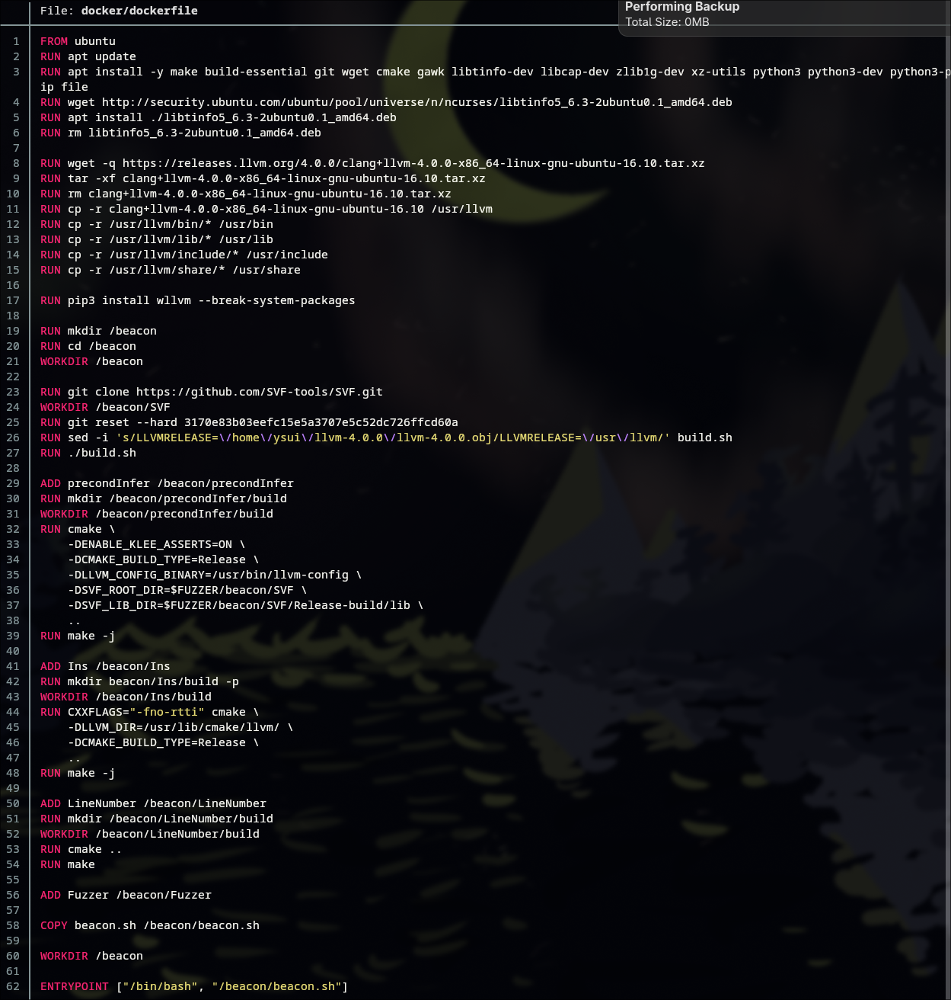 File: docker/dockerfile
Performing Backup
Total Size: 0MB
1 FROM ubuntu
2 RUN apt update
3 RUN apt install -y make build-essential git wget cmake gawk libtinfo-dev libcap-dev zlib1g-dev xz-utils python3 python3-dev python3-p
ip file
4 RUN wget http://security.ubuntu.com/ubuntu/pool/universe/n/ncurses/libtinfo5_6.3-2ubuntu0.1_amd64.deb
5 RUN apt install ./libtinfo5_6.3-2ubuntu0.1_amd64.deb
6 RUN rm libtinfo5_6.3-2ubuntu0.1_amd64.deb
7
8 RUN wget -q https://releases.llvm.org/4.0.0/clang+llvm-4.0.0-x86_64-linux-gnu-ubuntu-16.10.tar.xz
9 RUN tar -xf clang+llvm-4.0.0-x86_64-linux-gnu-ubuntu-16.10.tar.xz
10 RUN rm clang+llvm-4.0.0-x86_64-linux-gnu-ubuntu-16.10.tar.xz
11 RUN cp -r clang+llvm-4.0.0-x86_64-linux-gnu-ubuntu-16.10 /usr/llvm
12 RUN cp -r /usr/llvm/bin/* /usr/bin
13 RUN cp -r /usr/llvm/lib/* /usr/lib
14 RUN cp -r /usr/llvm/include/* /usr/include
15 RUN cp -r /usr/llvm/share/* /usr/share
16
17 RUN pip3 install wllvm --break-system-packages
18
19 RUN mkdir /beacon
20 RUN cd /beacon
21 WORKDIR /beacon
22
23 RUN git clone https://github.com/SVF-tools/SVF.git
24 WORKDIR /beacon/SVF
25 RUN git reset --hard 3170e83b03eefc15e5a3707e5c52dc726ffcd60a
26 RUN sed -i 's/LLVMRELEASE=\/home\/ysui\/llvm-4.0.0\/llvm-4.0.0.obj/LLVMRELEASE=\/usr\/llvm/' build.sh
27 RUN ./build.sh
28
29 ADD precondInfer /beacon/precondInfer
30 RUN mkdir /beacon/precondInfer/build
31 WORKDIR /beacon/precondInfer/build
32 RUN cmake \
33 -DENABLE_KLEE_ASSERTS=ON \
34 -DCMAKE_BUILD_TYPE=Release \
35 -DLLVM_CONFIG_BINARY=/usr/bin/llvm-config \
36 -DSVF_ROOT_DIR=$FUZZER/beacon/SVF \
37 -DSVF_LIB_DIR=$FUZZER/beacon/SVF/Release-build/lib \
38 ..
39 RUN make -j
40
41 ADD Ins /beacon/Ins
42 RUN mkdir beacon/Ins/build -p
43 WORKDIR /beacon/Ins/build
44 RUN CXXFLAGS="-fno-rtti" cmake \
45 -DLLVM_DIR=/usr/lib/cmake/llvm/ \
46 -DCMAKE_BUILD_TYPE=Release \
47 ..
48 RUN make -j
49
50 ADD LineNumber /beacon/LineNumber
51 RUN mkdir /beacon/LineNumber/build
52 WORKDIR /beacon/LineNumber/build
53 RUN cmake ..
54 RUN make
55
56 ADD Fuzzer /beacon/Fuzzer
57
58 COPY beacon.sh /beacon/beacon.sh
59
60 WORKDIR /beacon
61
62 ENTRYPOINT ["/bin/bash", "/beacon/beacon.sh"]